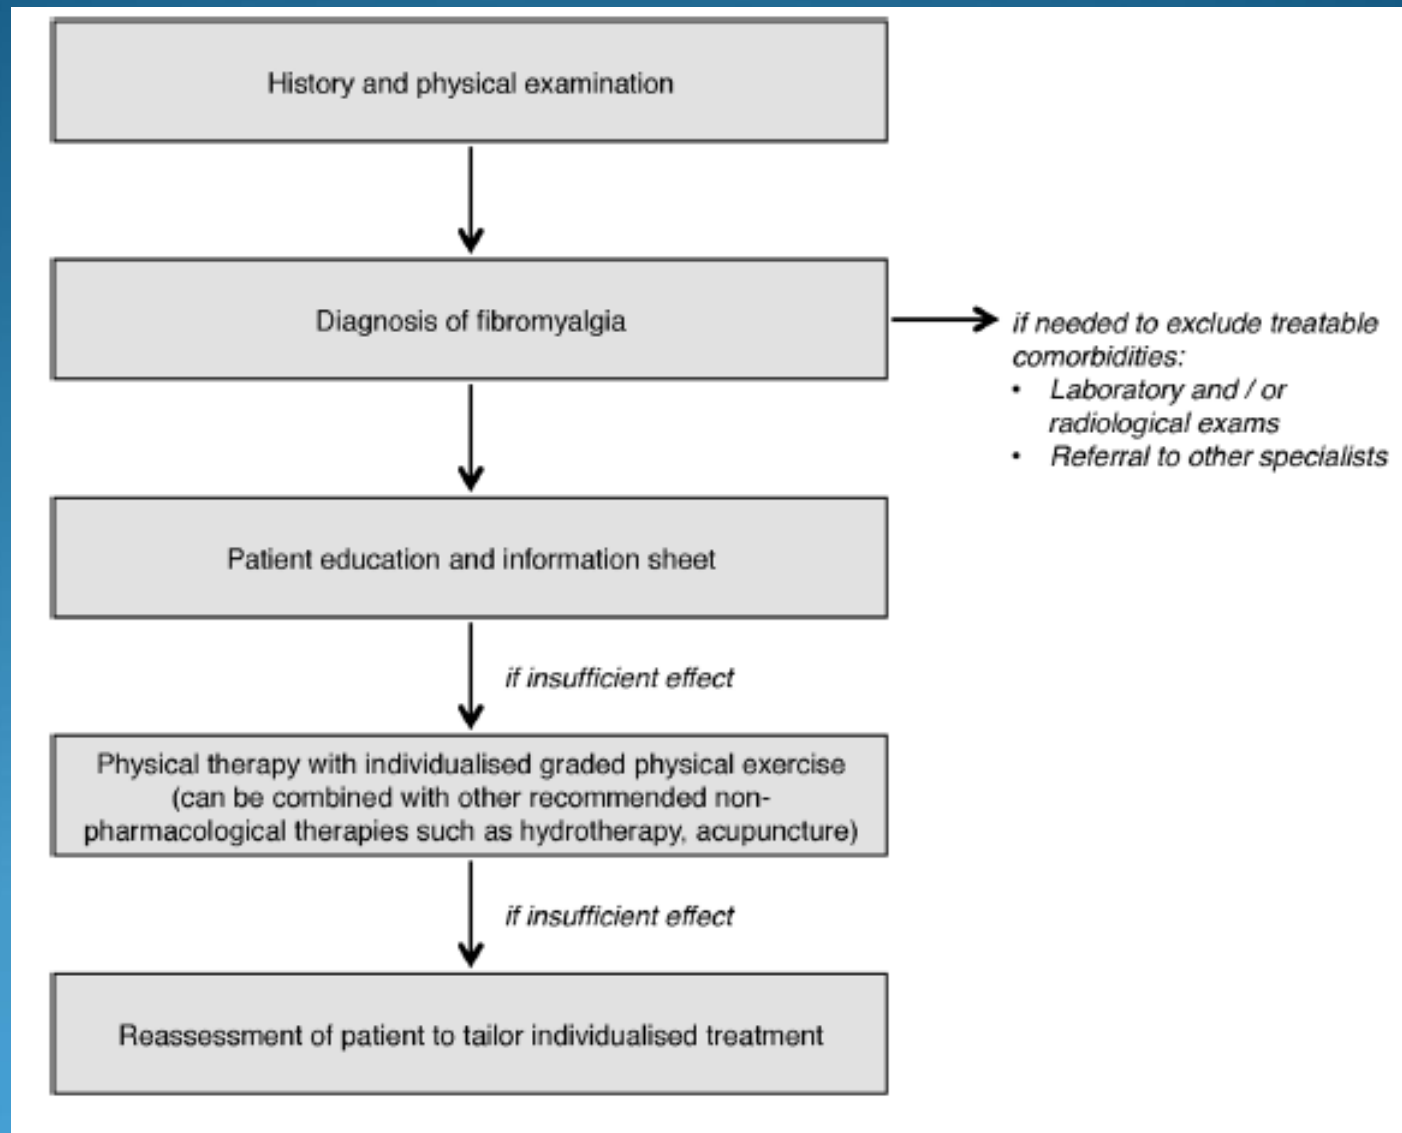 History and physical examination
Diagnosis of fibromyalgia
if needed to exclude treatable
comorbidities:
• Laboratory and / or
radiological exams
• Referral to other specialists
Patient education and information sheet
if insufficient effect
Physical therapy with individualised graded physical exercise
(can be combined with other recommended non-
pharmacological therapies such as hydrotherapy, acupuncture)
if insufficient effect
Reassessment of patient to tailor individualised treatment